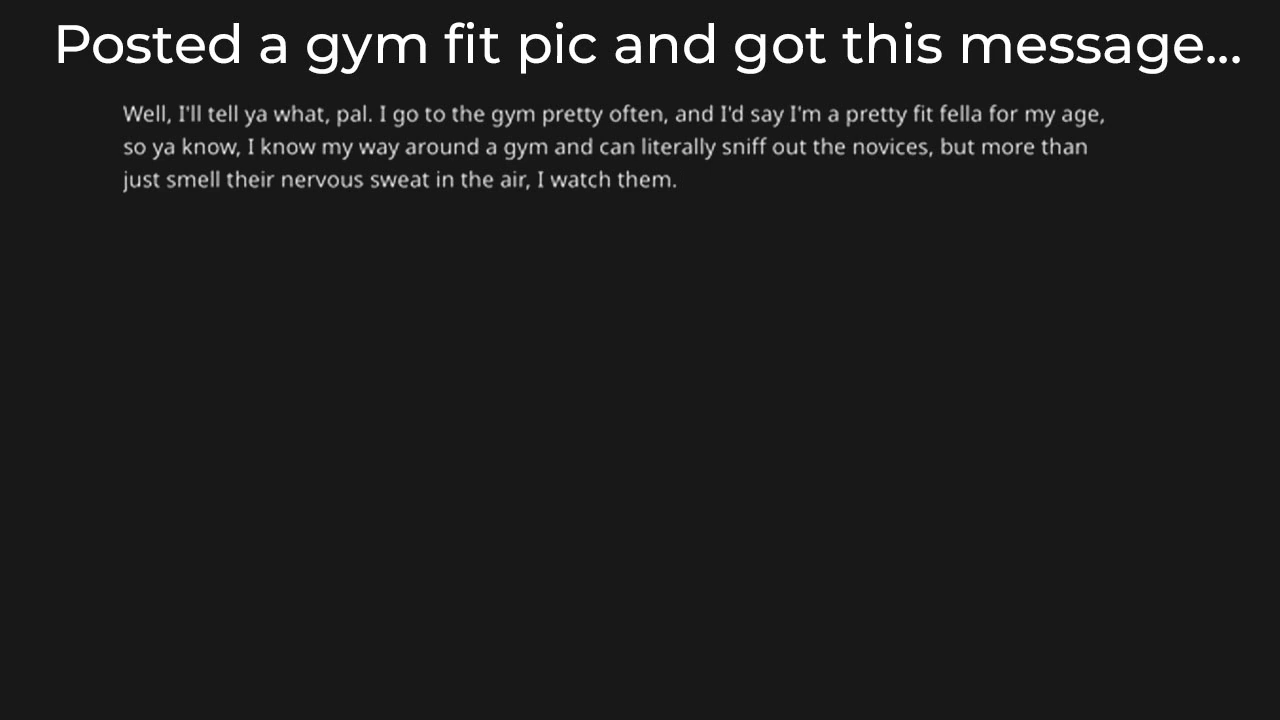 Posted a gym fit pic and got this message...
Well, I'll tell ya what, pal. I go to the gym pretty often, and I'd say I'm a pretty fit fella for my age,
so ya know, I know my way around a gym and can literally sniff out the novices, but more than
just smell their nervous sweat in the air, I watch them.